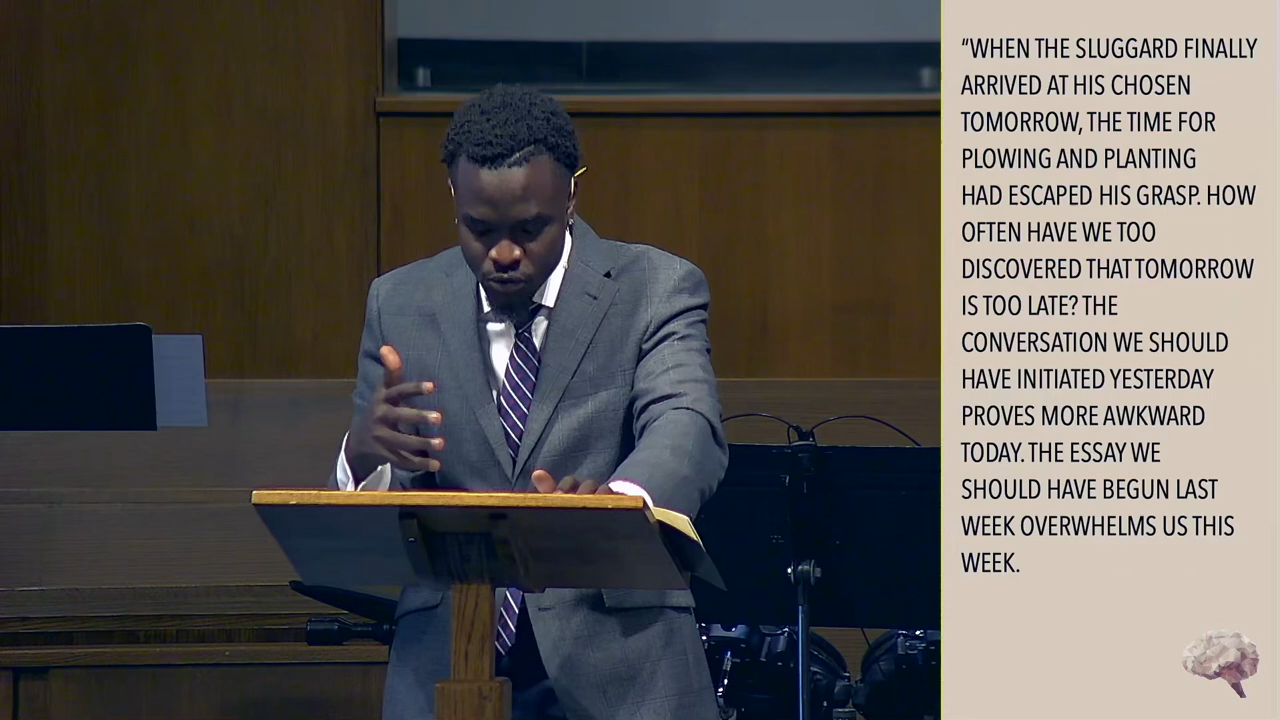 “WHEN THE SLUGGARD FINALLY
ARRIVED AT HIS CHOSEN
TOMORROW, THE TIME FOR
PLOWING AND PLANTING
HAD ESCAPED HIS GRASP. HOW
OFTEN HAVE WE TOO
DISCOVERED THAT TOMORROW
IS TOO LATE? THE
CONVERSATION WE SHOULD
HAVE INITIATED YESTERDAY
PROVES MORE AWKWARD
TODAY. THE ESSAY WE
SHOULD HAVE BEGUN LAST
WEEK OVERWHELMS US THIS
WEEK.